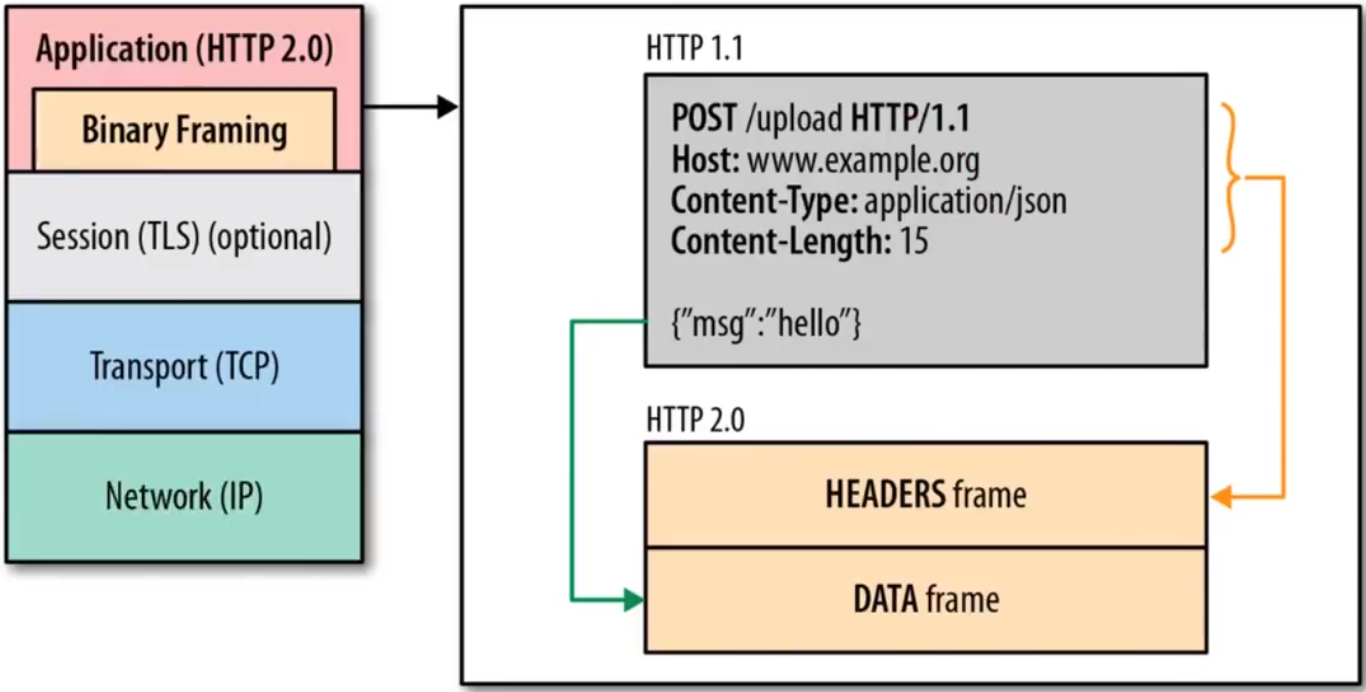 Application (HTTP 2.0)
Binary Framing
Session (TLS) (optional)
Transport (TCP)
Network (IP)
HTTP 1.1
POST /upload HTTP/1.1
Host: www.example.org
Content-Type: application/json
Content-Length: 15
{"msg":"hello"}
HTTP 2.0
HEADERS frame
DATA frame